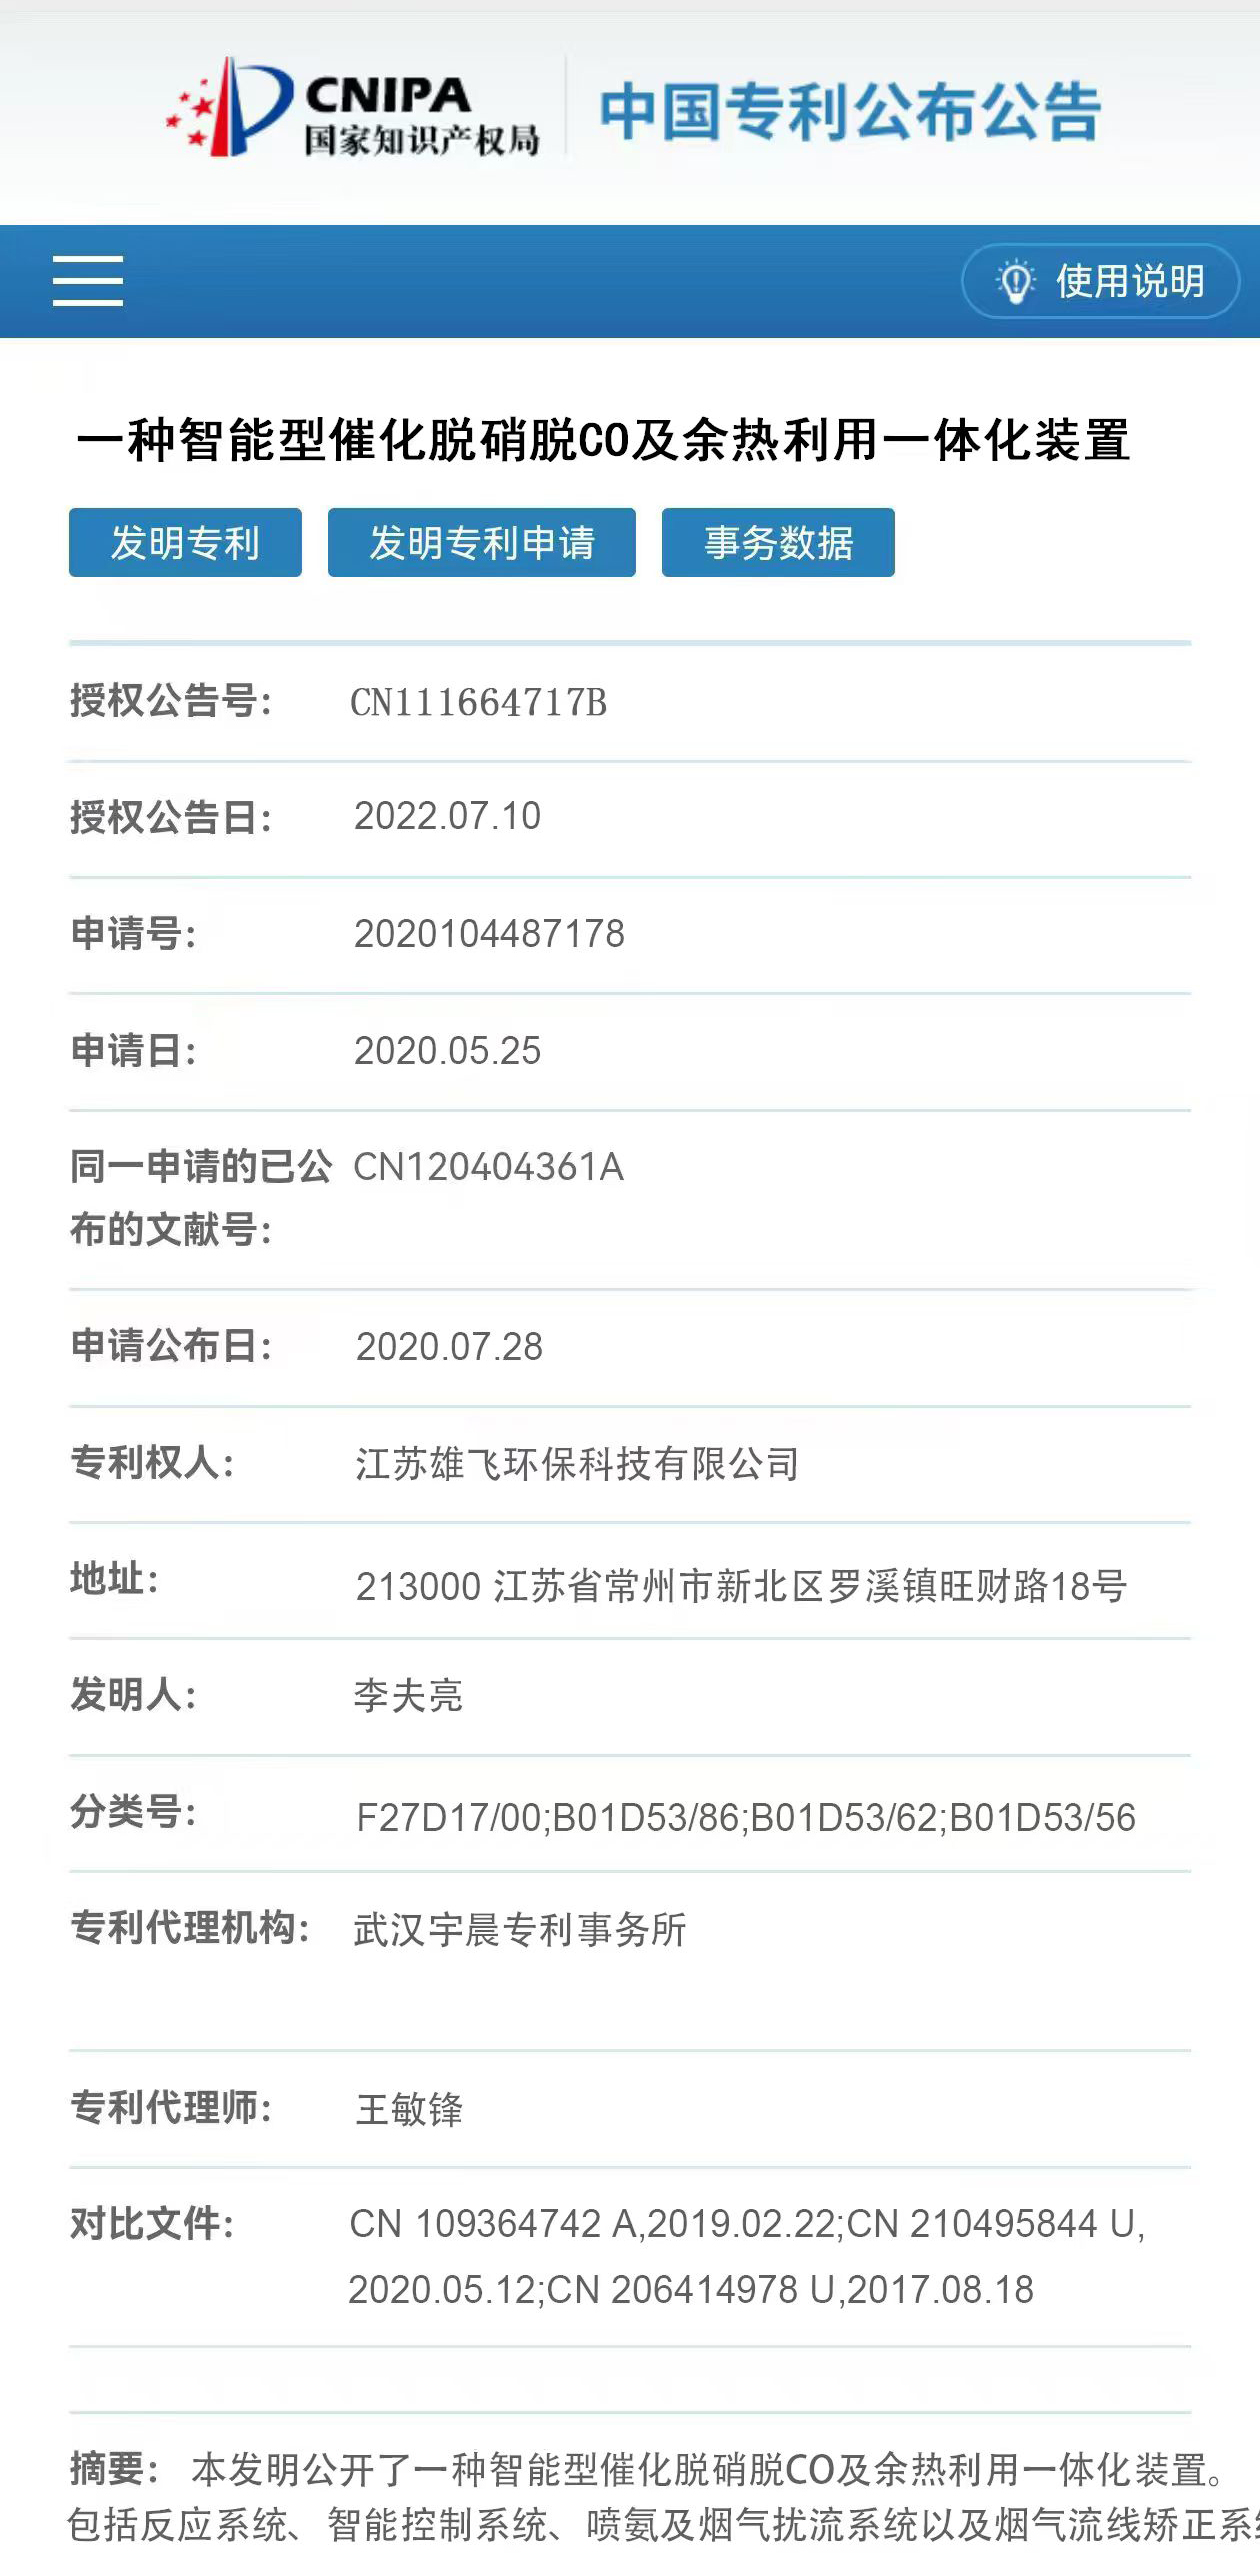 CNIPA
国家知识产权局
中国专利公布公告
使用说明
一种智能型催化脱硝脱CO及余热利用一体化装置
发明专利 发明专利申请 事务数据
授权公告号： CN111664717B
授权公告日： 2022.07.10
申请号： 2020104487178
申请日： 2020.05.25
同一申请的已公 CN120404361A
布的文献号：
申请公布日： 2020.07.28
专利权人： 江苏雄飞环保科技有限公司
地址： 213000 江苏省常州市新北区罗溪镇旺财路18号
发明人： 李夫亮
分类号： F27D17/00;B01D53/86;B01D53/62;B01D53/56
专利代理机构： 武汉宇晨专利事务所
专利代理师： 王敏锋
对比文件： CN 109364742 A,2019.02.22;CN 210495844 U,
2020.05.12;CN 206414978 U,2017.08.18
摘要： 本发明公开了一种智能型催化脱硝脱CO及余热利用一体化装置。
包括反应系统、智能控制系统、喷氨及烟气扰流系统以及烟气流线矫正系统